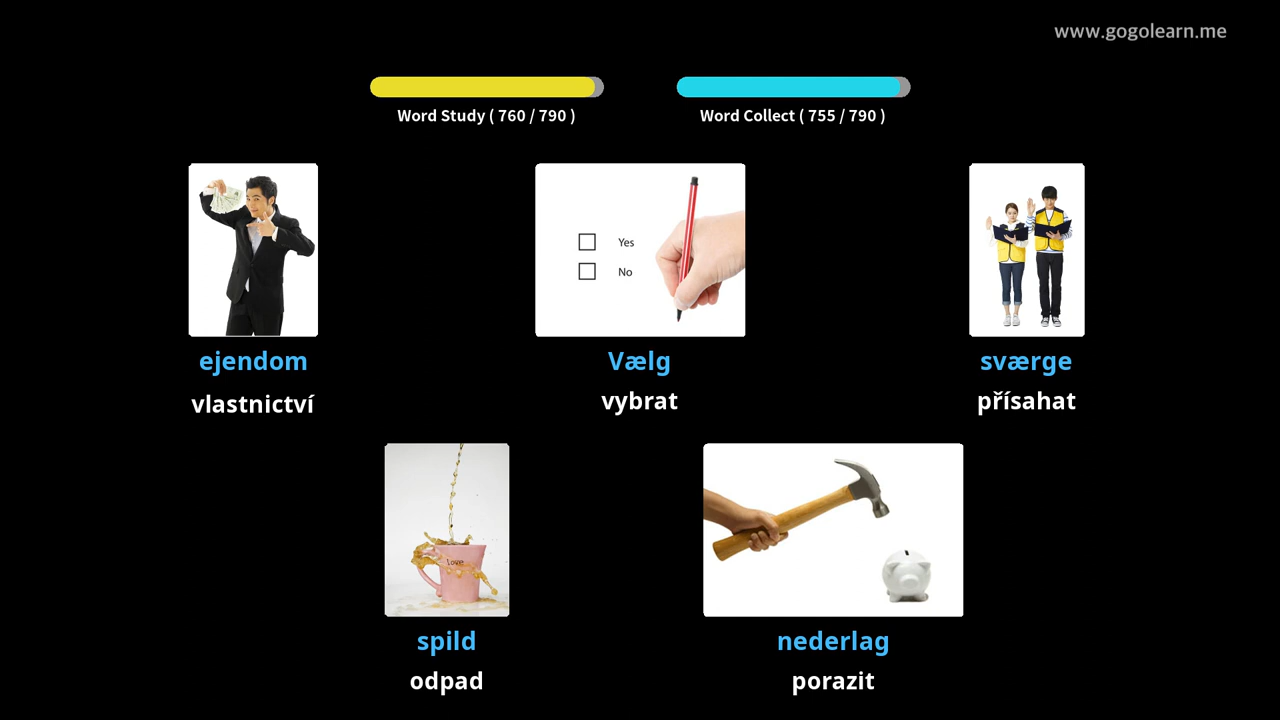 www.gogolearn.me
Word Study ( 760 / 790 )
Word Collect ( 755 / 790 )
Yes
No
ejendom
Vælg
sværge
vlastnictví
vybrat
přísahat
love
spild
nederlag
odpad
porazit